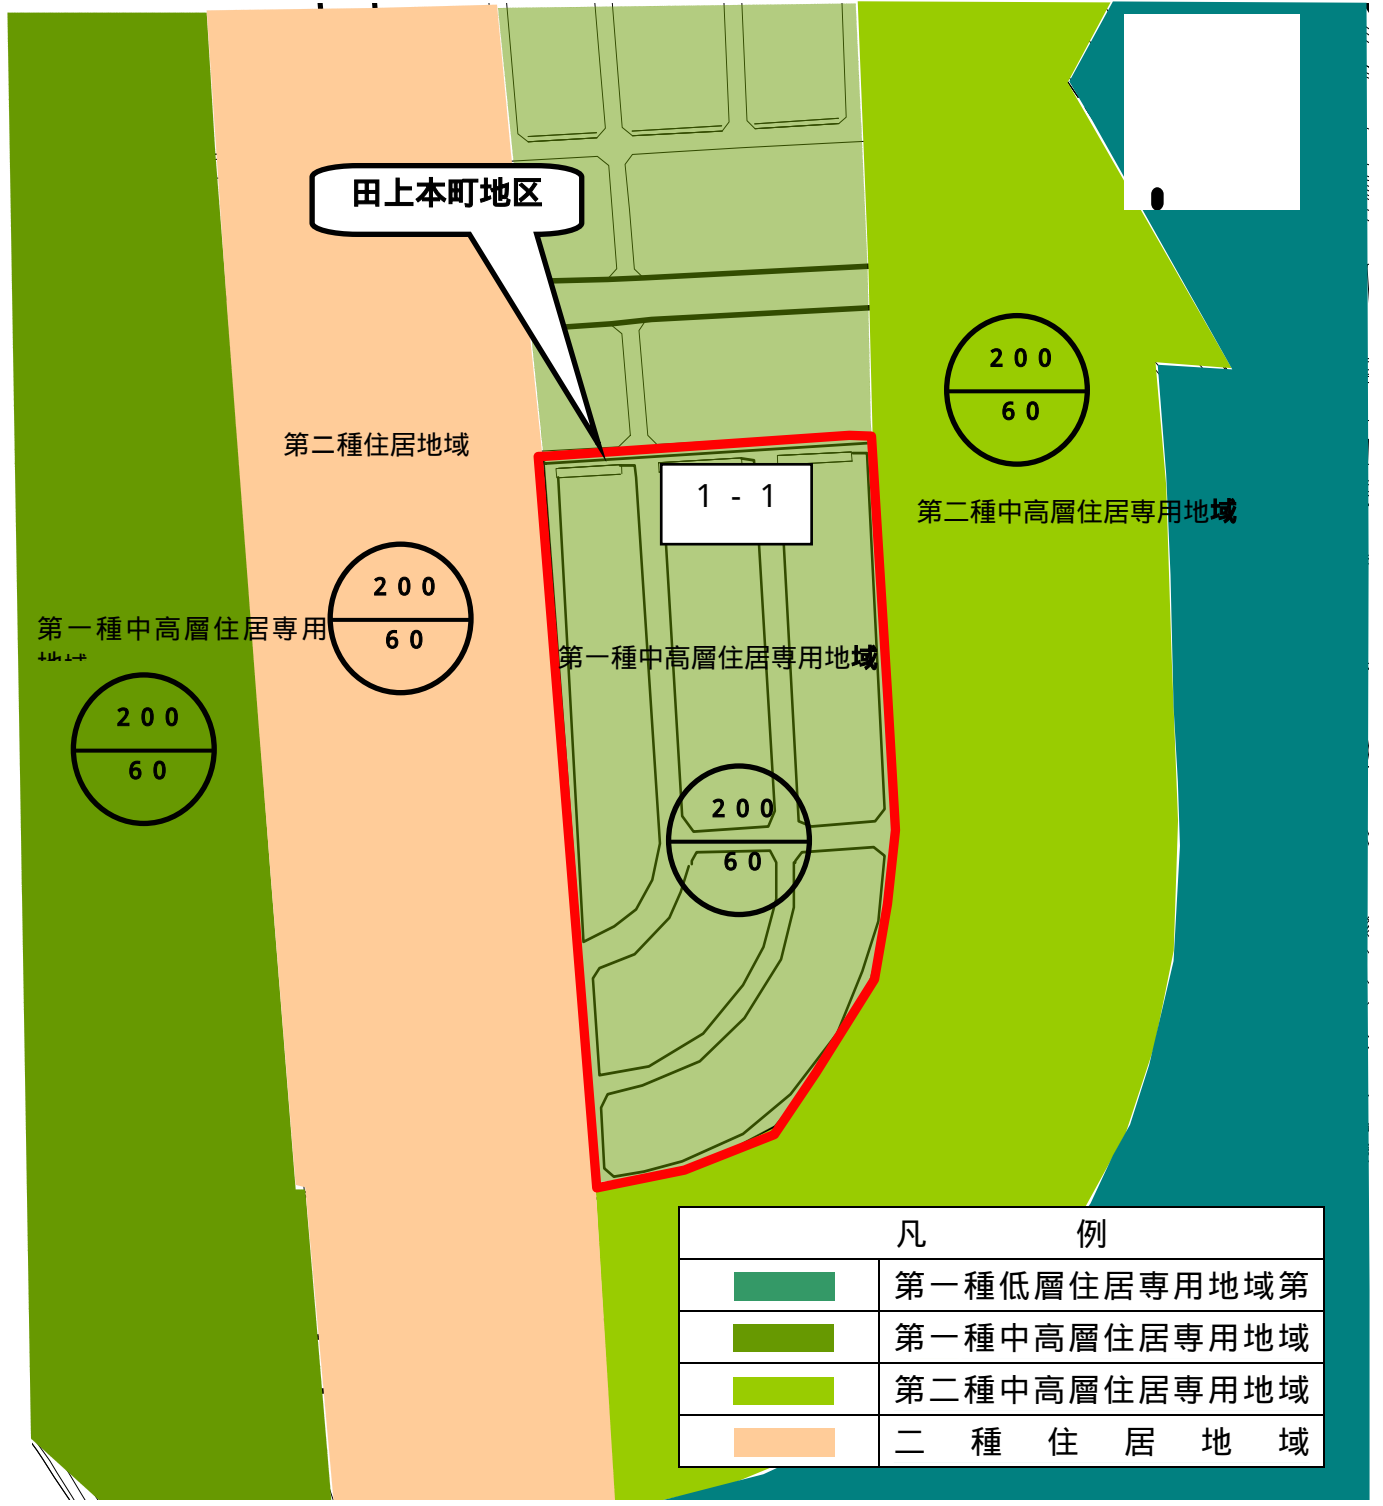 田上本町地区
200
60
第二種住居地域
1 - 1
第二種中高層住居専用地域
200
60
第一種中高層住居専用
地域
第一種中高層住居専用地域
200
60
200
60
凡 例
第一種低層住居専用地域第
第一種中高層住居専用地域
第二種中高層住居専用地域
二種住居地域